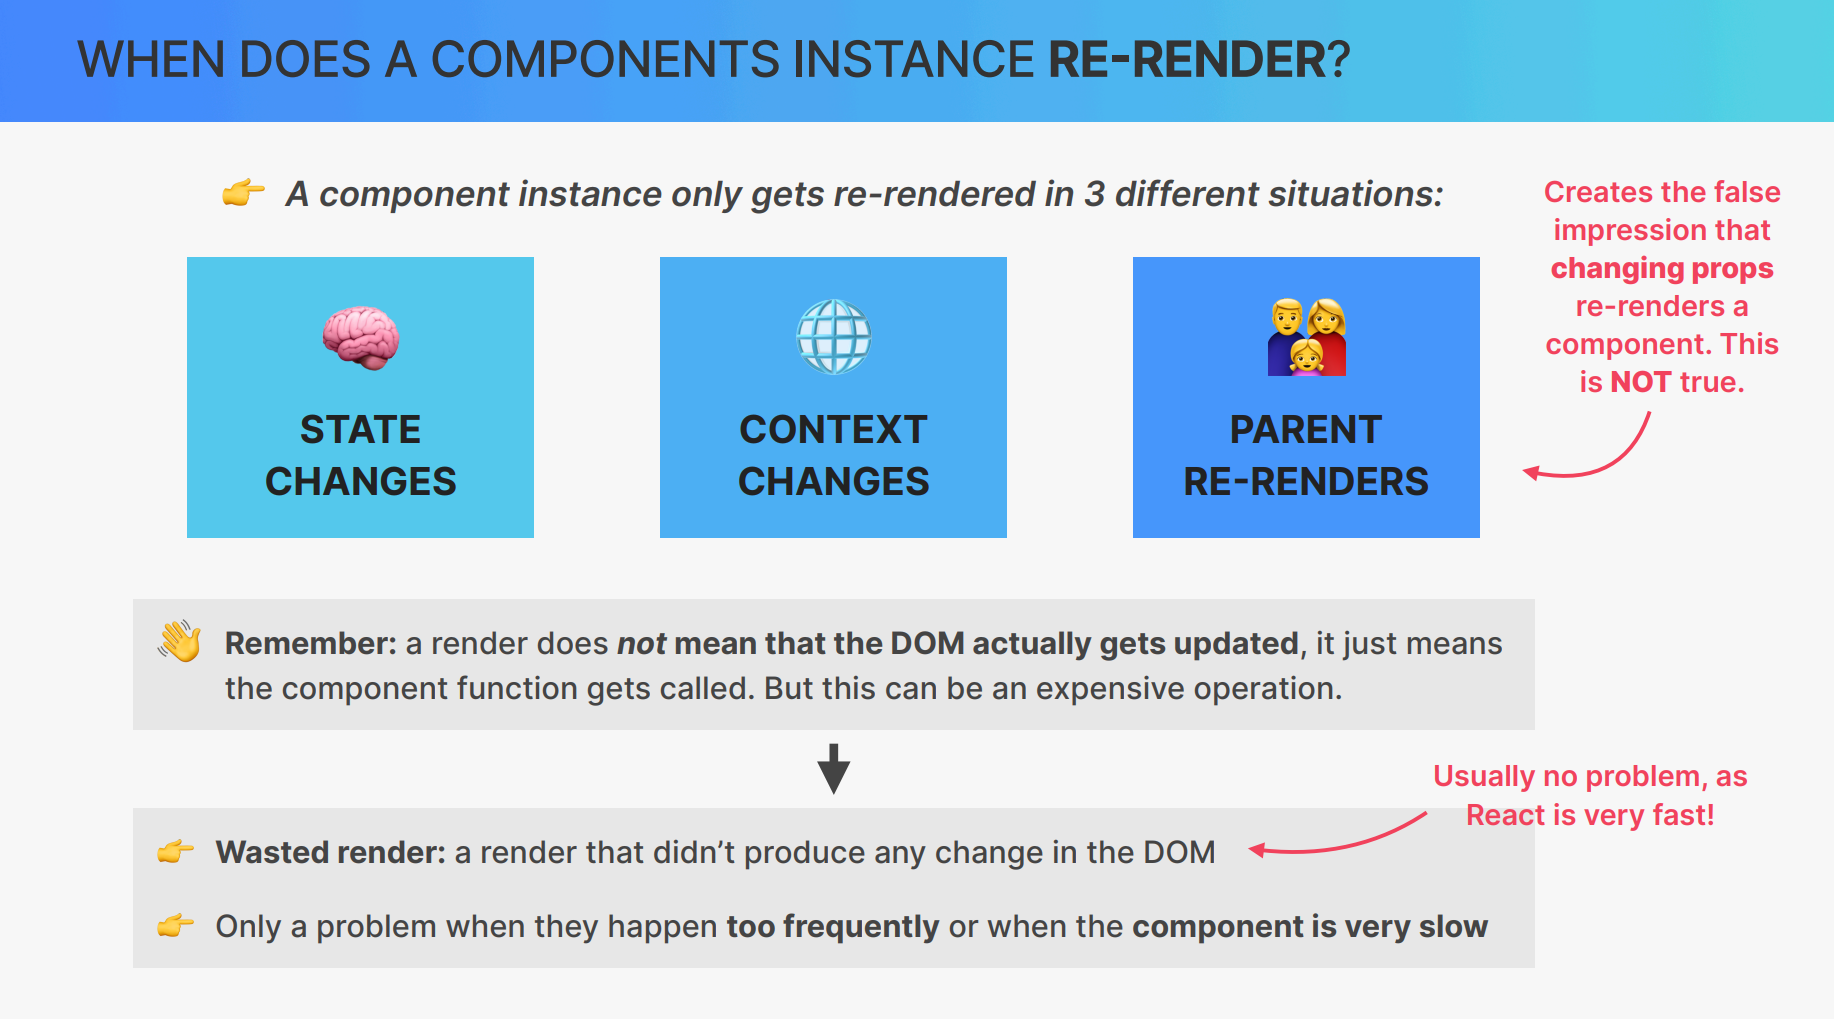 WHEN DOES A COMPONENTS INSTANCE RE-RENDER?
A component instance only gets re-rendered in 3 different situations:
STATE
CHANGES
CONTEXT
CHANGES
PARENT
RE-RENDERS
Creates the false
impression that
changing props
re-renders a
component. This
is NOT true.
Remember: a render does not mean that the DOM actually gets updated, it just means
the component function gets called. But this can be an expensive operation.
Usually no problem, as
React is very fast!
Wasted render: a render that didn’t produce any change in the DOM
Only a problem when they happen too frequently or when the component is very slow